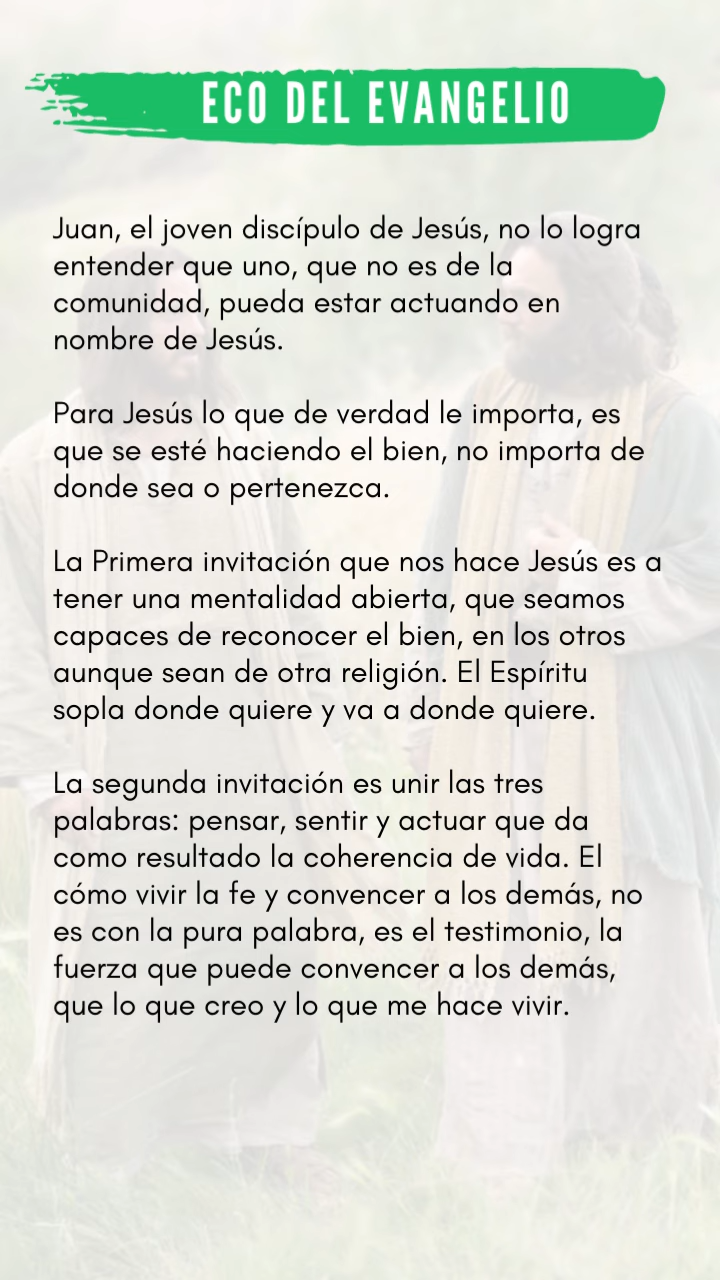 ECO DEL EVANGELIO
Juan, el joven discípulo de Jesús, no lo logra
entender que uno, que no es de la
comunidad, pueda estar actuando en
nombre de Jesús.
Para Jesús lo que de verdad le importa, es
que se esté haciendo el bien, no importa de
donde sea o pertenezca.
La Primera invitación que nos hace Jesús es a
tener una mentalidad abierta, que seamos
capaces de reconocer el bien, en los otros
aunque sean de otra religión. El Espíritu
sopla donde quiere y va a donde quiere.
La segunda invitación es unir las tres
palabras: pensar, sentir y actuar que da
como resultado la coherencia de vida. El
cómo vivir la fe y convencer a los demás, no
es con la pura palabra, es el testimonio, la
fuerza que puede convencer a los demás,
que lo que creo y lo que me hace vivir.